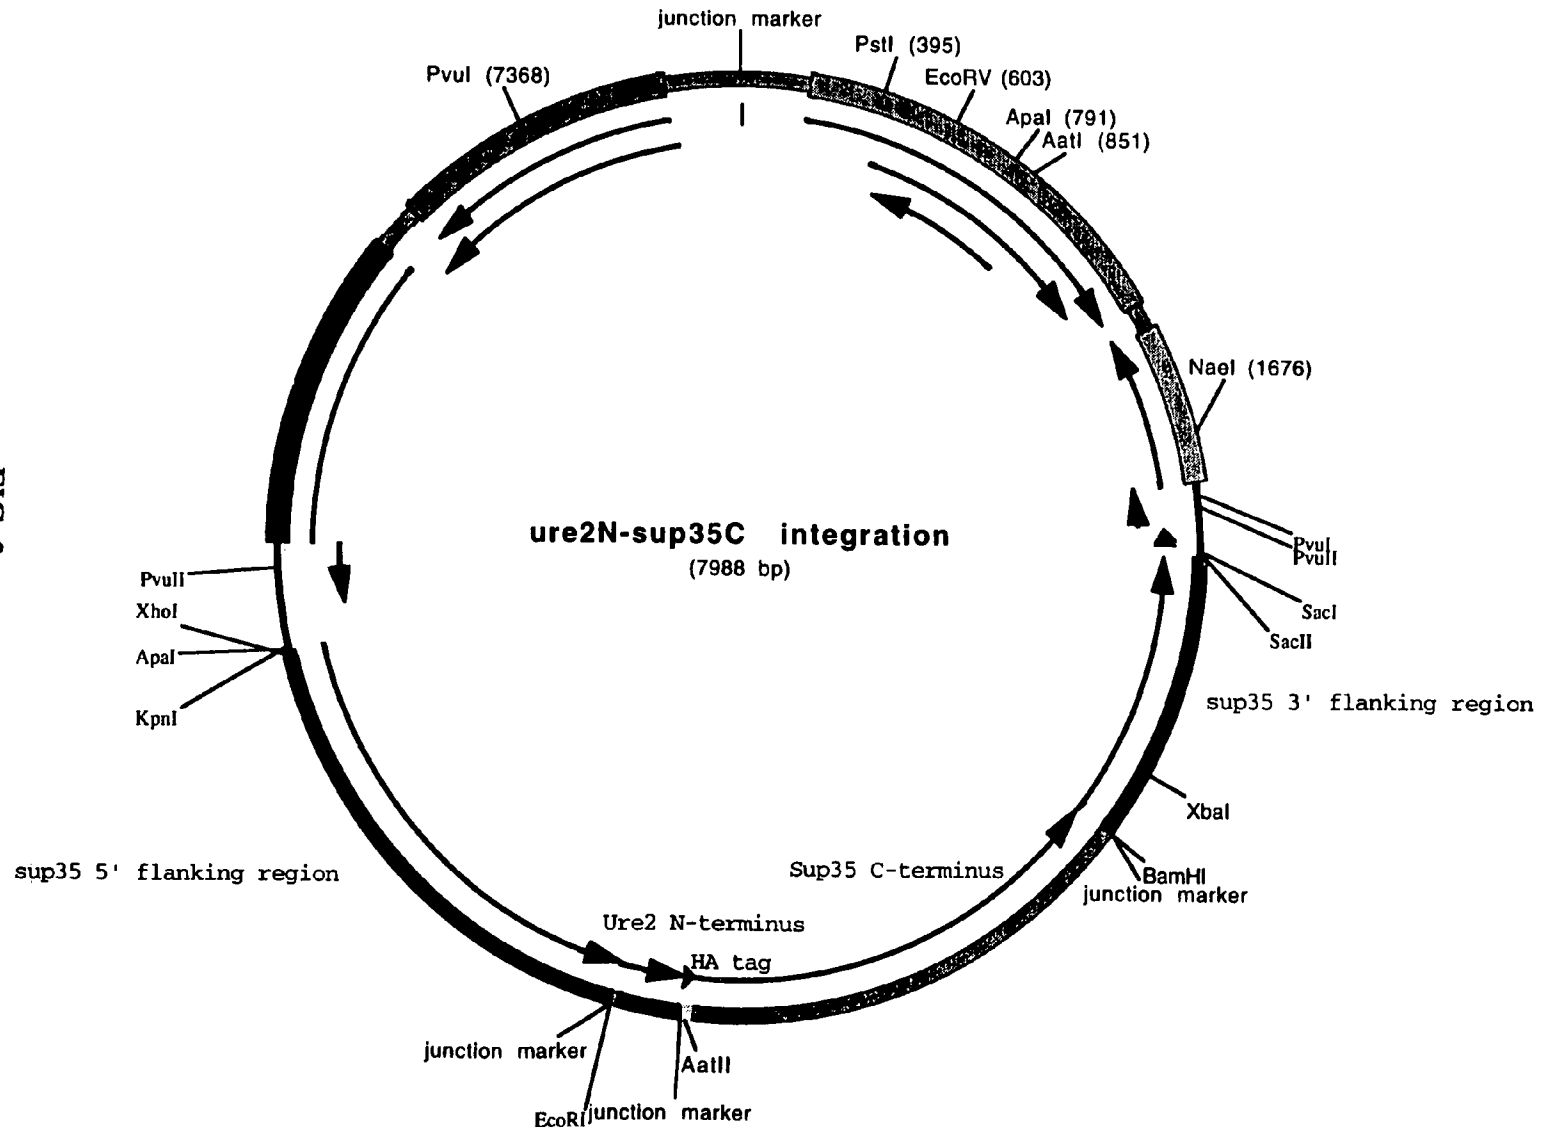 junction marker
PstI (395)
PvuI (7368)
EcoRV (603)
ApaI (791)
AatI (851)
NaeI (1676)
ure2N-sup35C integration
(7988 bp)
PvuI
PvuII
PvuII
XhoI
SacI
SacII
ApaI
KpnI
sup35 3' flanking region
XbaI
Sup35 C-terminus
sup35 5' flanking region
BamHI
junction marker
Ure2 N-terminus
HA tag
junction marker
AatII
EcoRI
junction marker